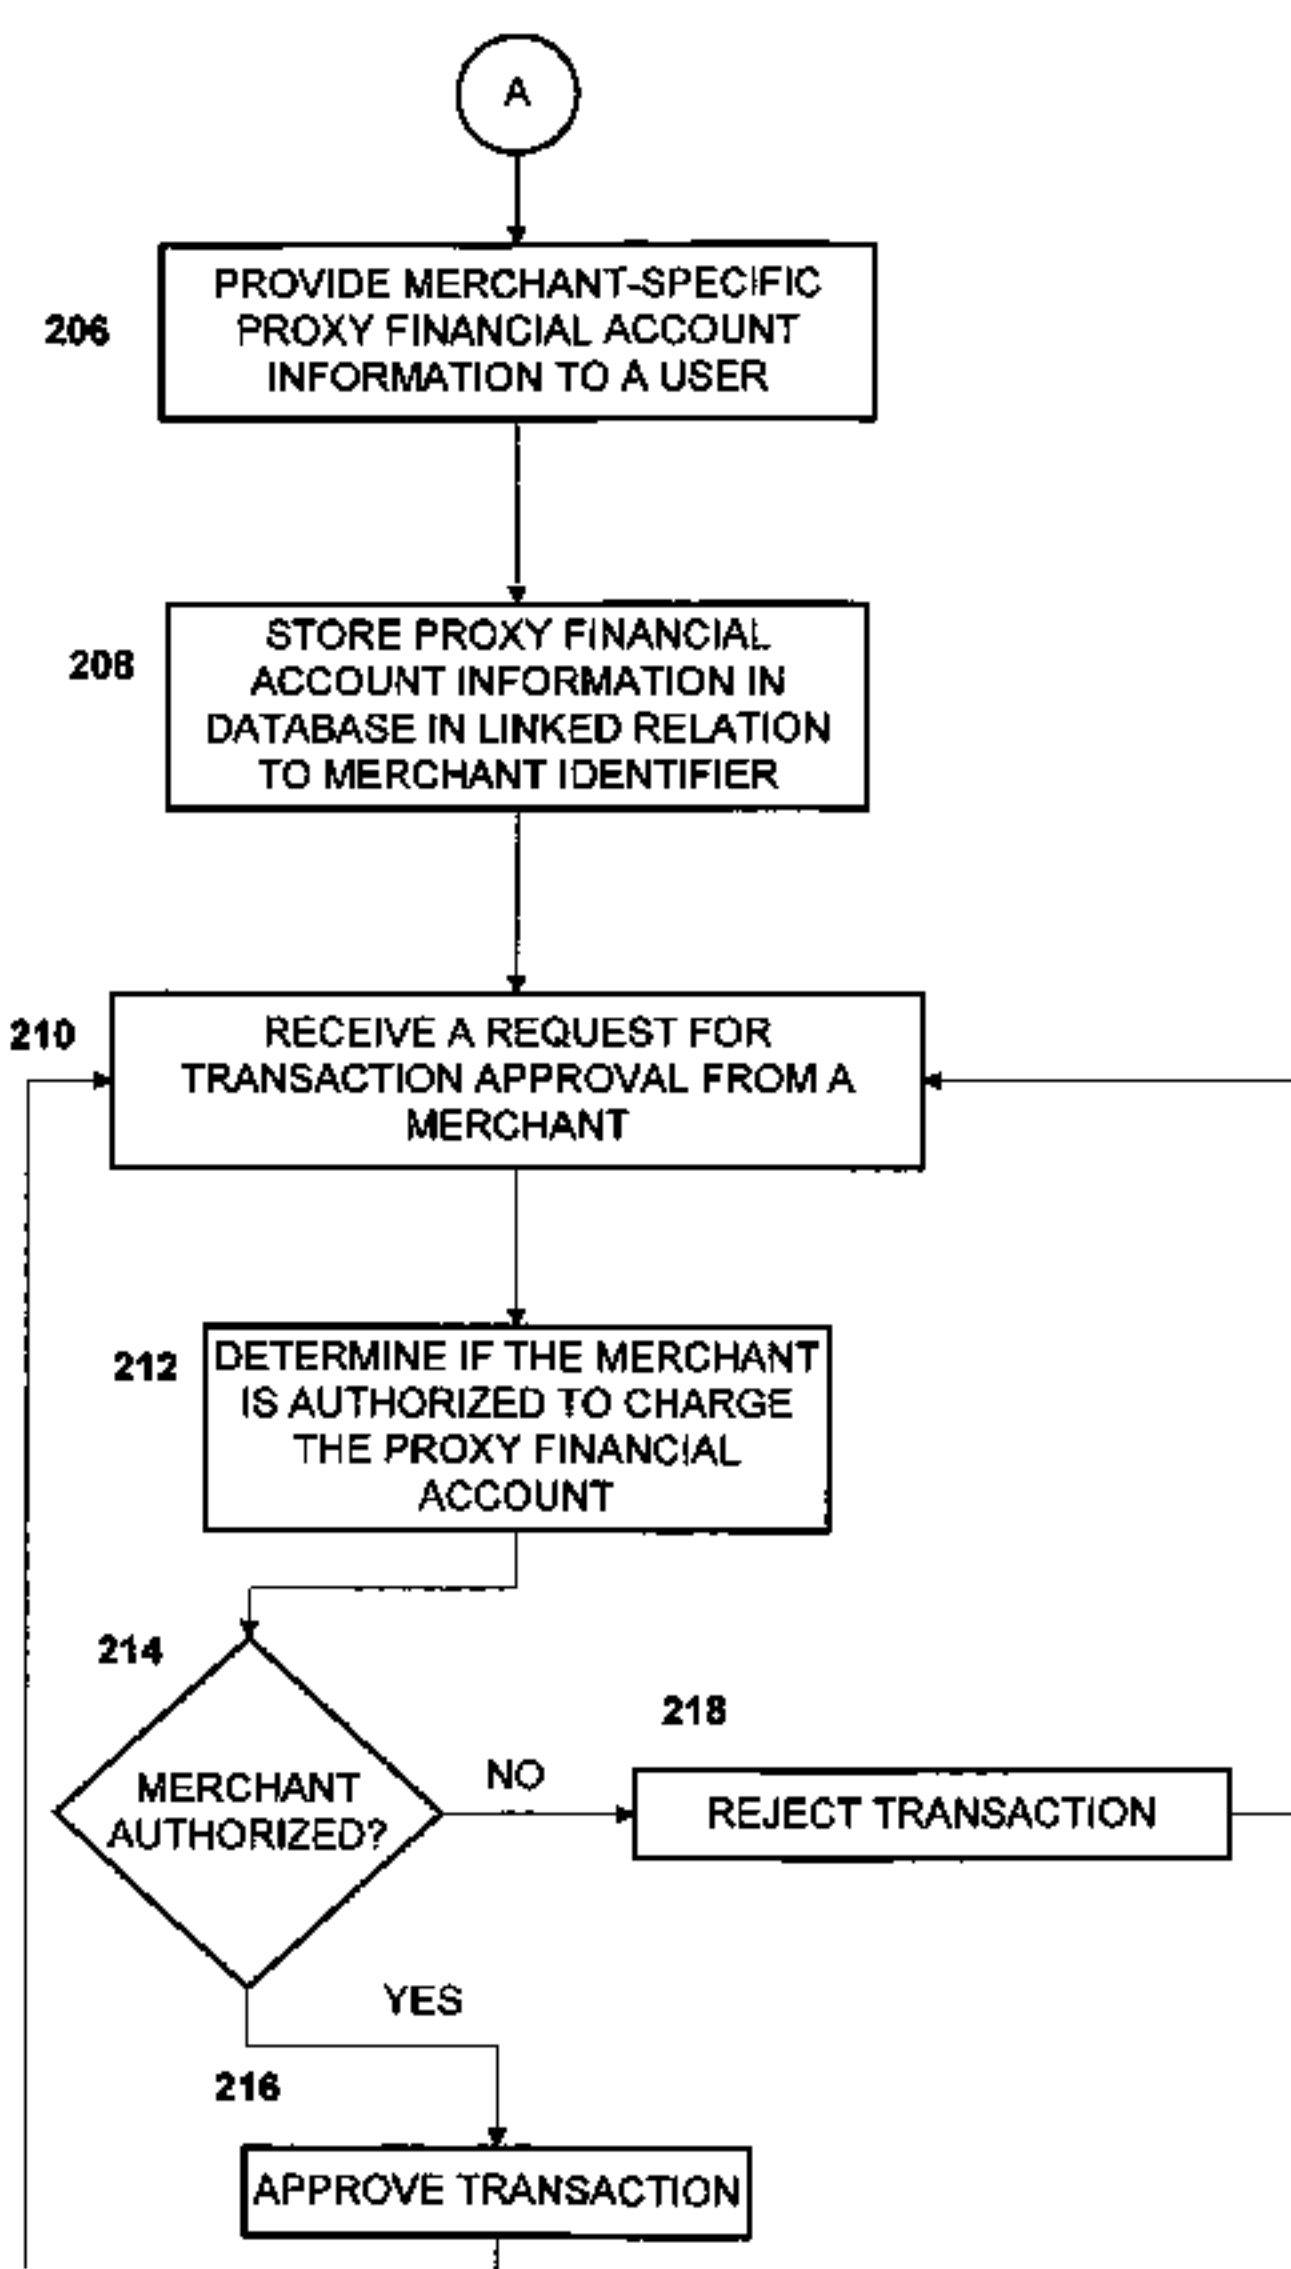 A
206
PROVIDE MERCHANT-SPECIFIC
PROXY FINANCIAL ACCOUNT
INFORMATION TO A USER
208
STORE PROXY FINANCIAL
ACCOUNT INFORMATION IN
DATABASE IN LINKED RELATION
TO MERCHANT IDENTIFIER
210
RECEIVE A REQUEST FOR
TRANSACTION APPROVAL FROM A
MERCHANT
212
DETERMINE IF THE MERCHANT
IS AUTHORIZED TO CHARGE
THE PROXY FINANCIAL
ACCOUNT
214
MERCHANT
AUTHORIZED?
NO
218
REJECT TRANSACTION
YES
216
APPROVE TRANSACTION